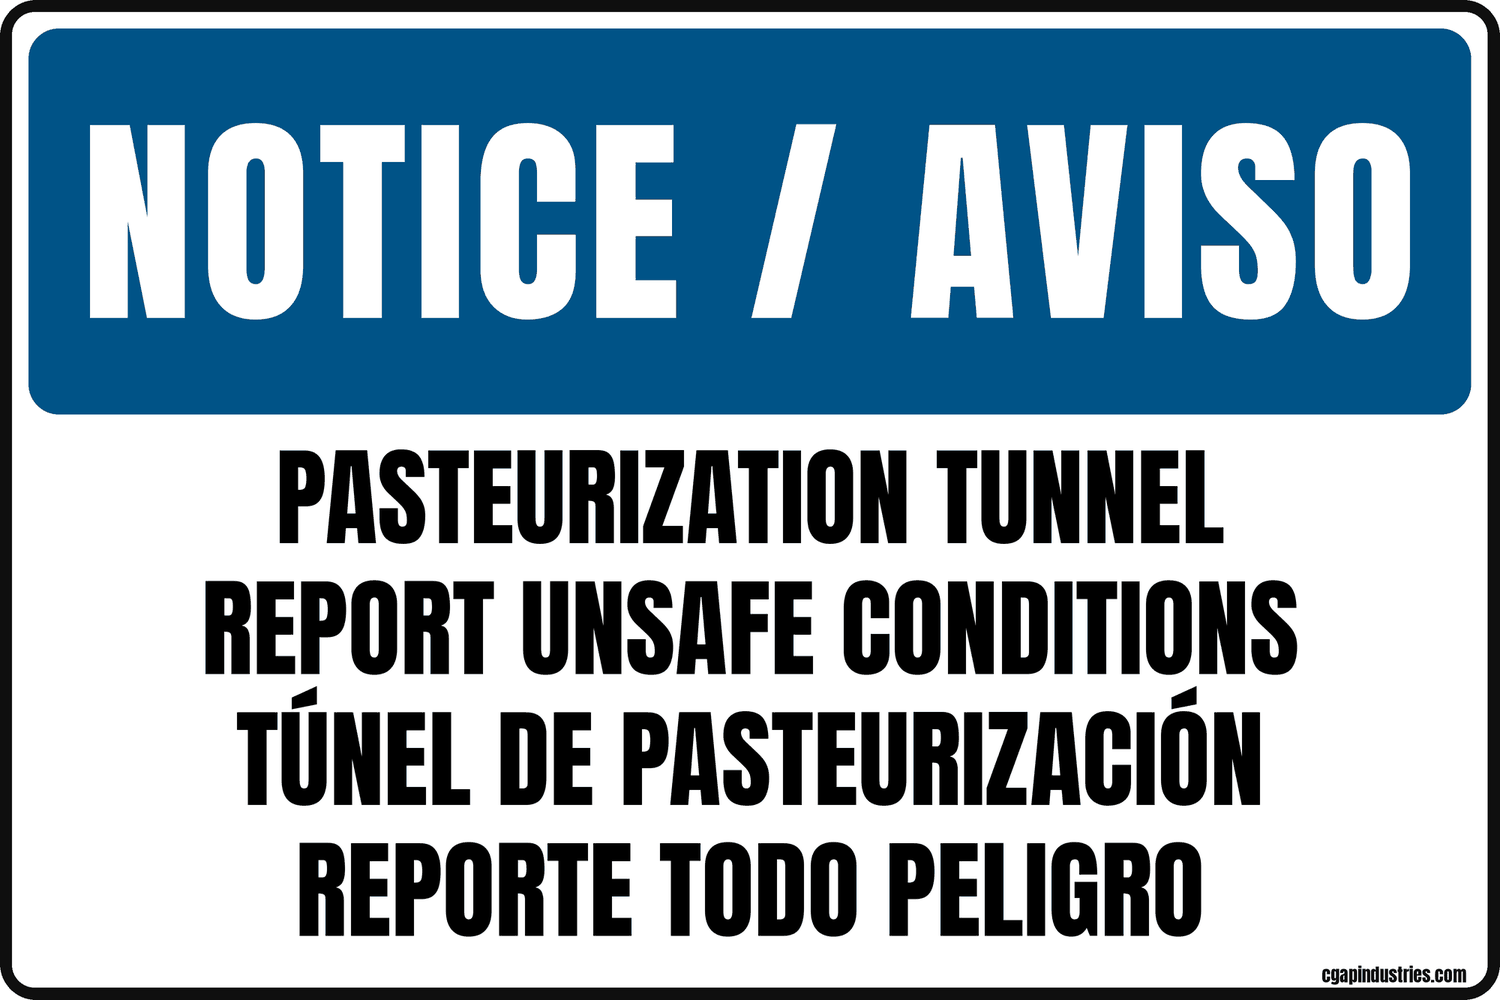 NOTICE / AVISO
PASTEURIZATION TUNNEL
REPORT UNSAFE CONDITIONS
TÚNEL DE PASTEURIZACIÓN
REPORTE TODO PELIGRO
cgapindustries.com